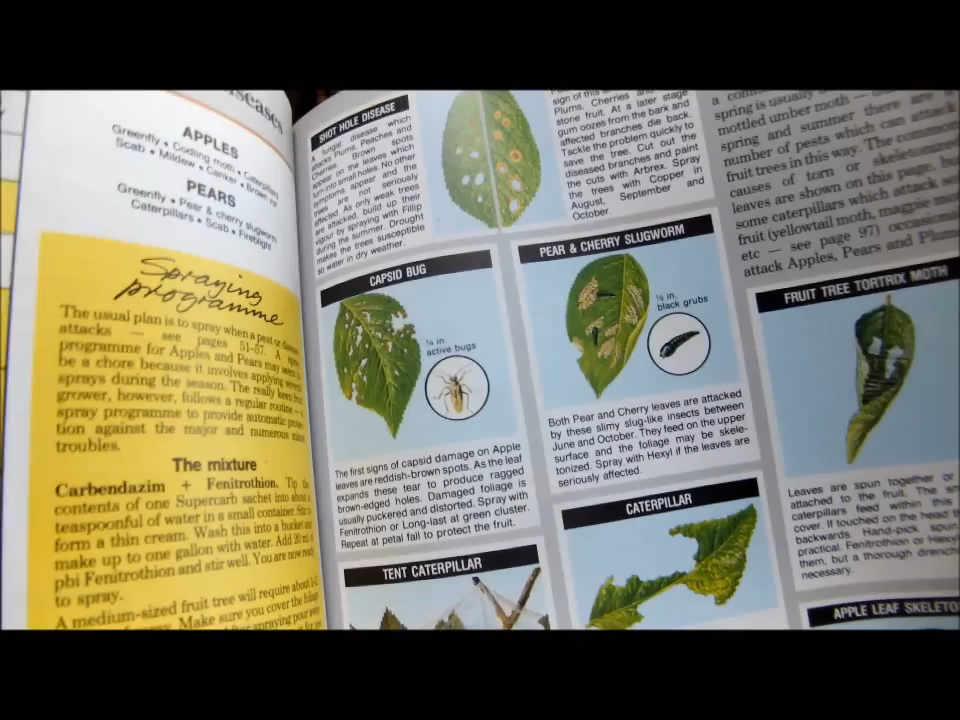 iseases
APPLES
Greenfly • Codling moth • Caterpillars
Scab • Mildew • Canker • Brown rot
PEARS
Greenfly • Pear & cherry slugworm
Caterpillars • Scab • Fireblight
Spraying
programme
The usual plan is to spray when a pest or disease
attacks — see pages 51-57. A spray
programme for Apples and Pears may seem to
be a chore because it involves applying several
sprays during the season. The really keen fruit
grower, however, follows a regular routine — a
spray programme to provide automatic protec-
tion against the major and numerous minor
troubles.
The mixture
Carbendazim + Fenitrothion. Tip the
contents of one Supercarb sachet into about a
teaspoonful of water in a small container. Stir to
form a thin cream. Wash this into a bucket and
make up to one gallon with water. Add 20 ml of
pbi Fenitrothion and stir well. You are now ready
to spray.
A medium-sized fruit tree will require about
spray. Make sure you cover the foliage
After spraying pour away
SHOT HOLE DISEASE
A fungal disease which
attacks Plums, Peaches and
Cherries. Brown spots
appear on the leaves which
turn into small holes. No other
symptoms appear and the
trees are not seriously
affected. As only weak trees
are attacked, build up their
vigour by spraying with Fillip
during the summer. Drought
makes the trees susceptible
so water in dry weather.
sign of this
Plums, Cherries and
stone fruit. At a later stage
gum oozes from the bark and
affected branches die back.
Tackle the problem quickly to
save the tree. Cut out the
diseased branches and paint
the cuts with Arbrex. Spray
the trees with Copper in
August, September and
October.
CAPSID BUG
¼ in.
active bugs
The first signs of capsid damage on Apple
leaves are reddish-brown spots. As the leaf
expands these tear to produce ragged
brown-edged holes. Damaged foliage is
usually puckered and distorted. Spray with
Fenitrothion or Long-last at green cluster.
Repeat at petal fall to protect the fruit.
PEAR & CHERRY SLUGWORM
½ in.
black grubs
Both Pear and Cherry leaves are attacked
by these slimy slug-like insects between
June and October. They feed on the upper
surface and the foliage may be skele-
tonized. Spray with Hexyl if the leaves are
seriously affected.
TENT CATERPILLAR
CATERPILLAR
spring is usually
mottled umber moth —
spring and summer there are a
number of pests which can attack
fruit trees in this way. The
causes of torn or skeletonized
leaves are shown on this page, but
some caterpillars which attack
fruit (yellowtail moth, magpie moth
etc — see page 97) occasionally
attack Apples, Pears and Plums
FRUIT TREE TORTRIX MOTH
Leaves are spun together or
attached to the fruit. The
caterpillars feed within this
cover. If touched on the head
backwards. Hand-pick spun
practical. Fenitrothion or Hexyl
them, but a thorough drenching
necessary.
APPLE LEAF SKELETO